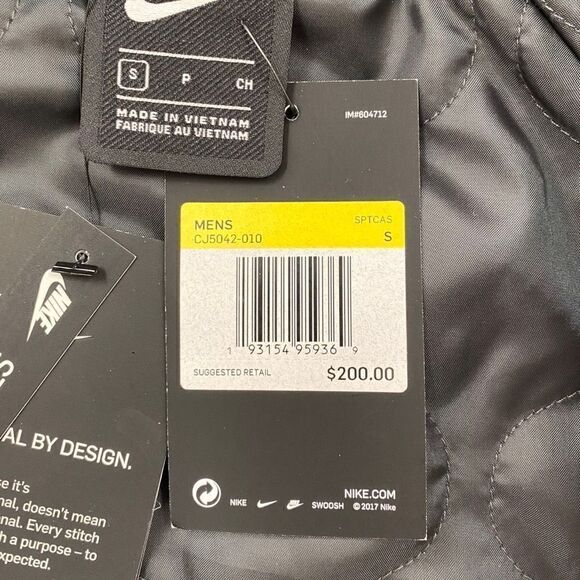 S P CH
MADE IN VIETNAM
FABRIQUE AU VIETNAM
IM#604712
MENS SPTCAS
CJ5042-010 S
1 93154 95936 9
SUGGESTED RETAIL $200.00
NIKE SWOOSH
NIKE.COM
© 2017 Nike
NIKE
AL BY DESIGN.
se it's
nal, doesn't mean
nal. Every stitch
h a purpose – to
xpected.